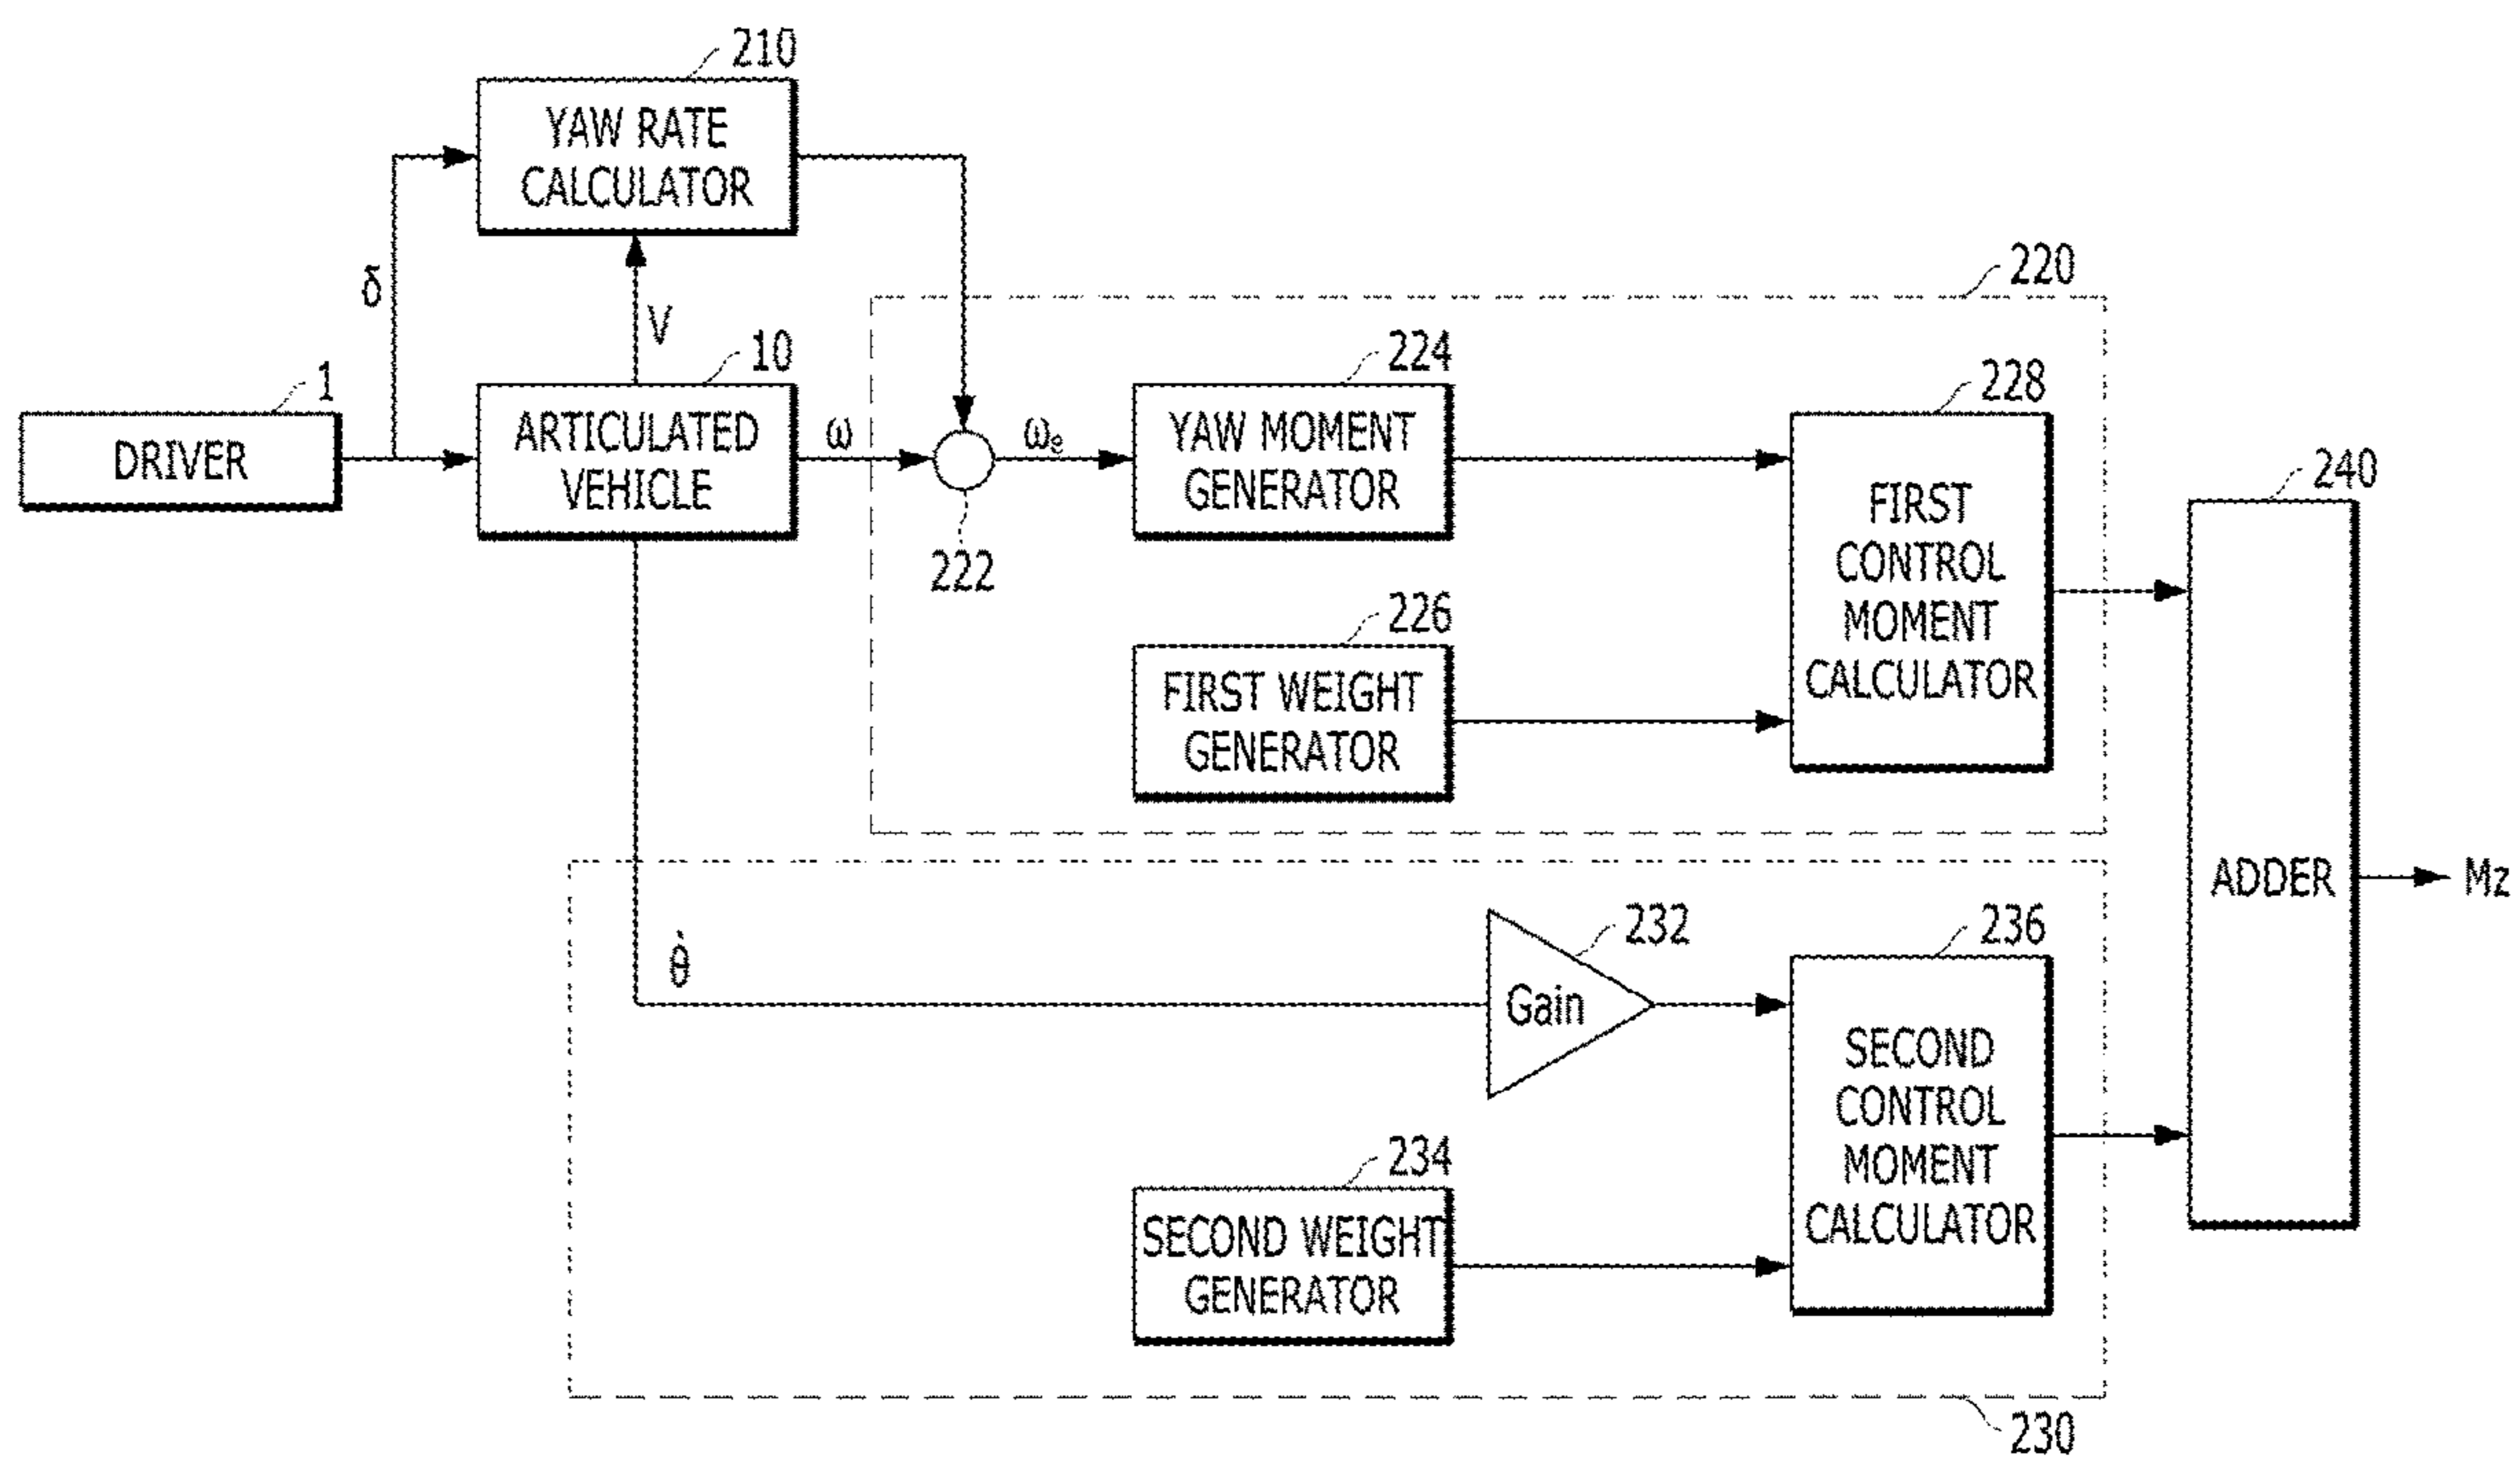 210
YAW RATE
CALCULATOR
δ
V
220
1
DRIVER
10
ARTICULATED
VEHICLE
ω
ωe
222
224
YAW MOMENT
GENERATOR
226
FIRST WEIGHT
GENERATOR
228
FIRST
CONTROL
MOMENT
CALCULATOR
240
ADDER
Mz
θ̇
232
Gain
234
SECOND WEIGHT
GENERATOR
236
SECOND
CONTROL
MOMENT
CALCULATOR
230